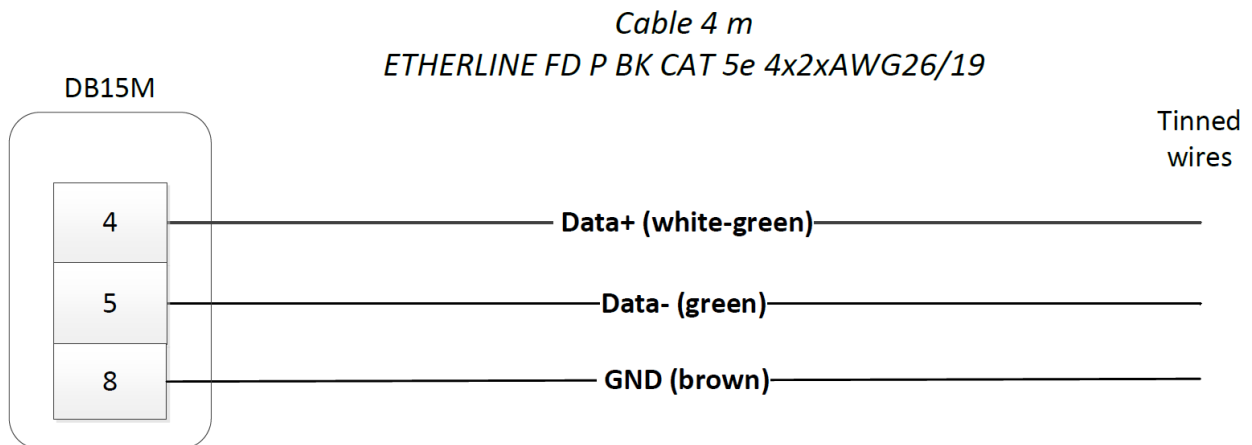 Cable 4 m
ETHERLINE FD P BK CAT 5e 4x2xAWG26/19
DB15M
Tinned
wires
4
Data+ (white-green)
5
Data- (green)
8
GND (brown)